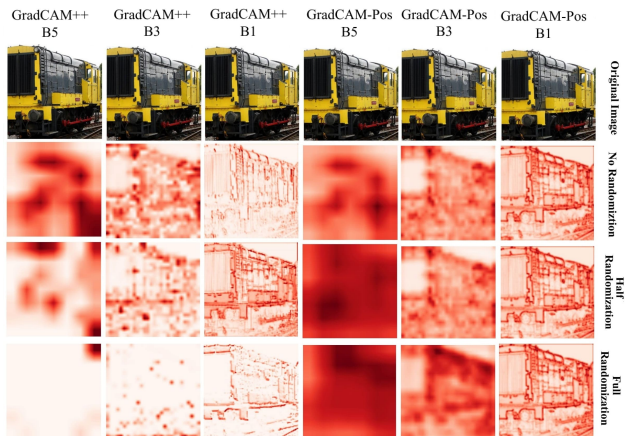 GradCAM++
B5
GradCAM++
B3
GradCAM++
B1
GradCAM-Pos
B5
GradCAM-Pos
B3
GradCAM-Pos
B1
Original Image
No Randomiztion
Half
Randomization
Full
Randomization